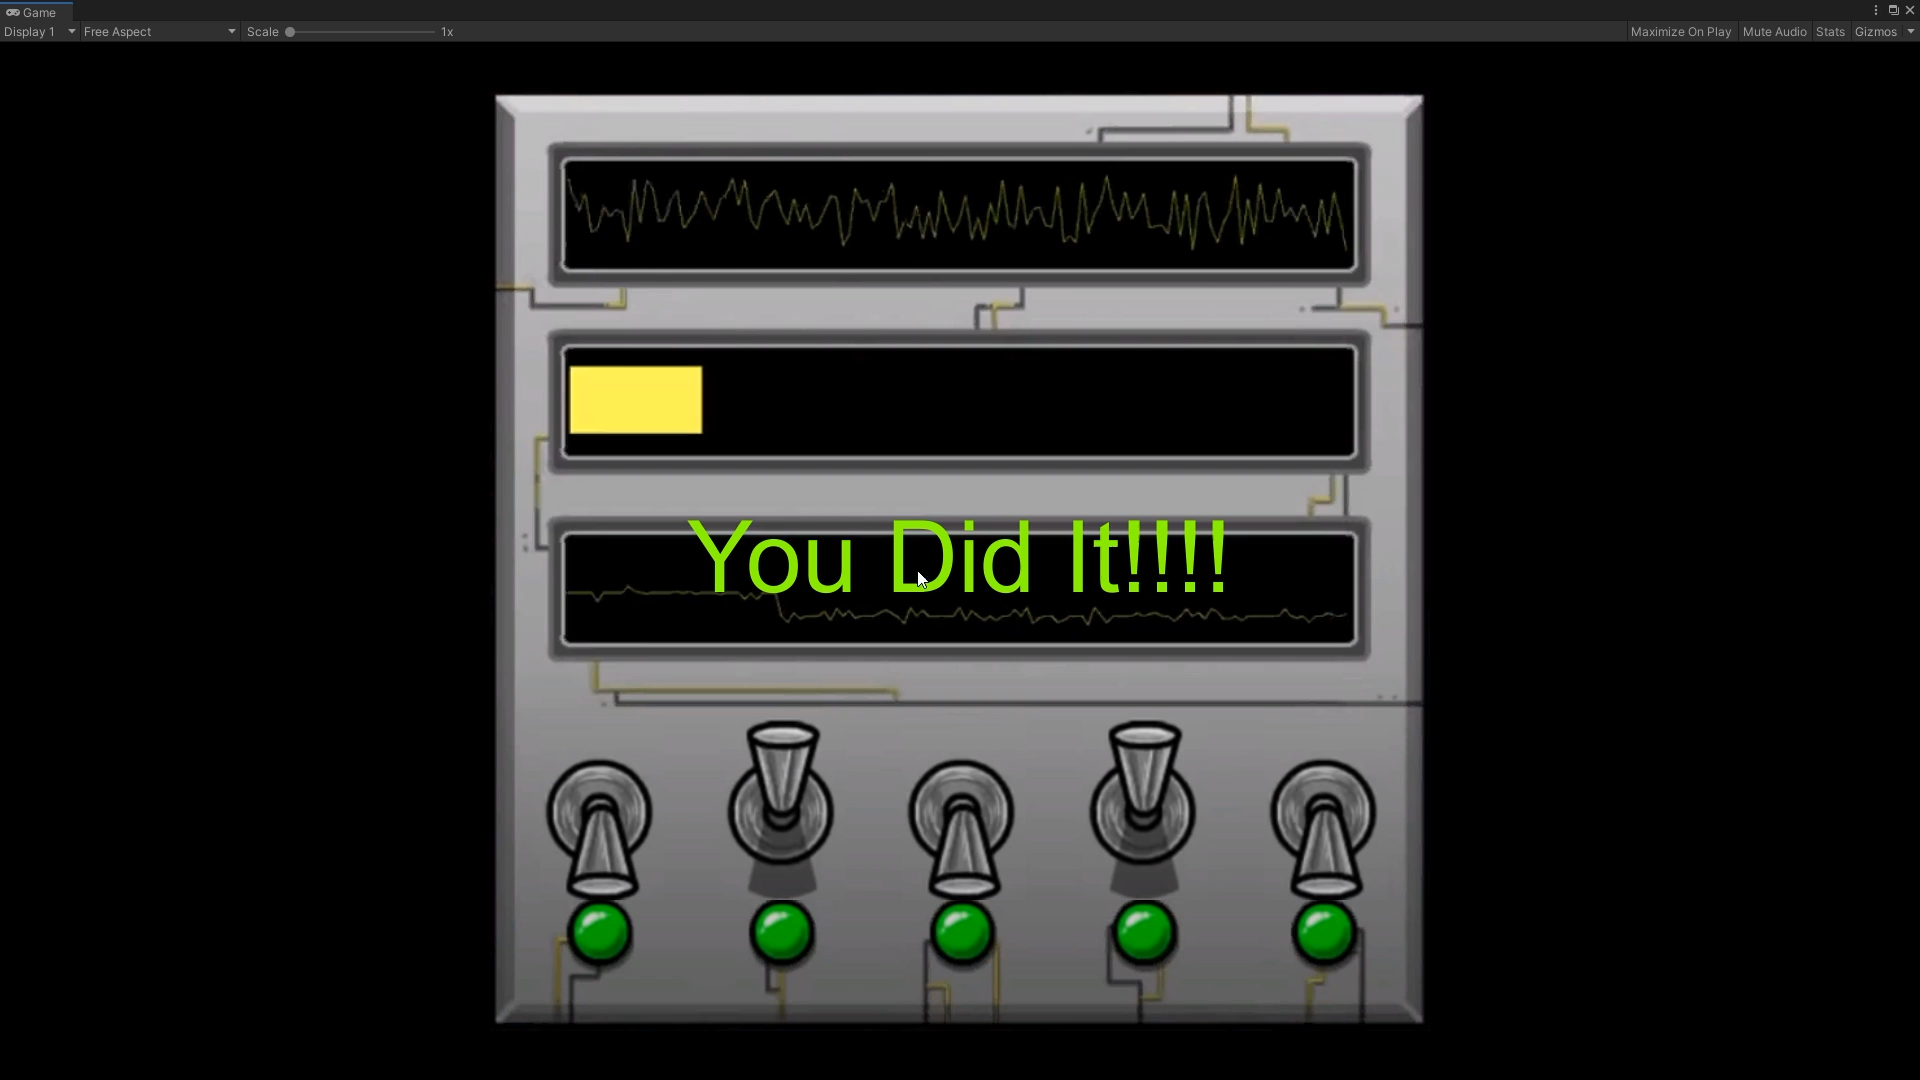 Game
Display 1 Free Aspect Scale 1x Maximize On Play Mute Audio Stats Gizmos
You Did It!!!!